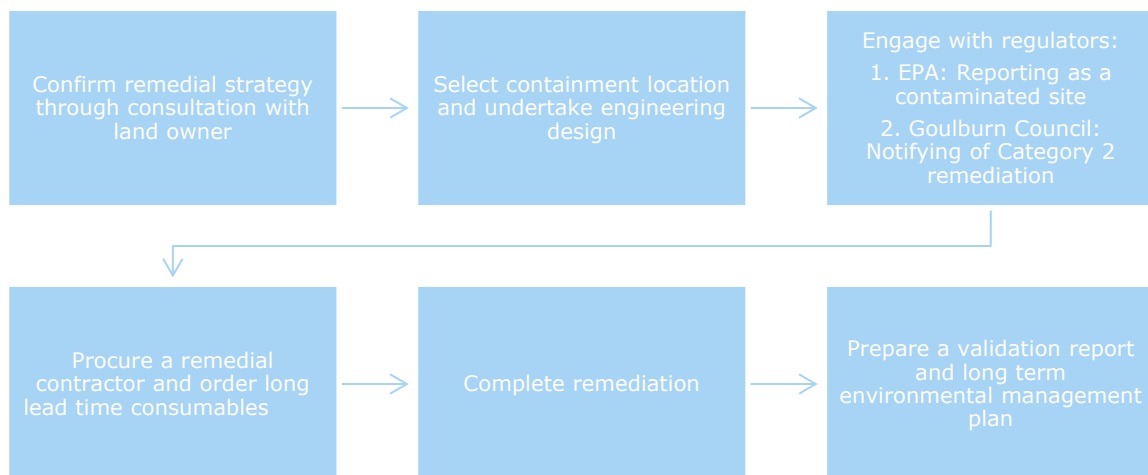 Confirm remedial strategy
through consultation with
land owner
Select containment location
and undertake engineering
design
Engage with regulators:
1. EPA: Reporting as a
contaminated site
2. Goulburn Council:
Notifying of Category 2
remediation
Procure a remedial
contractor and order long
lead time consumables
Complete remediation
Prepare a validation report
and long term
environmental management
plan